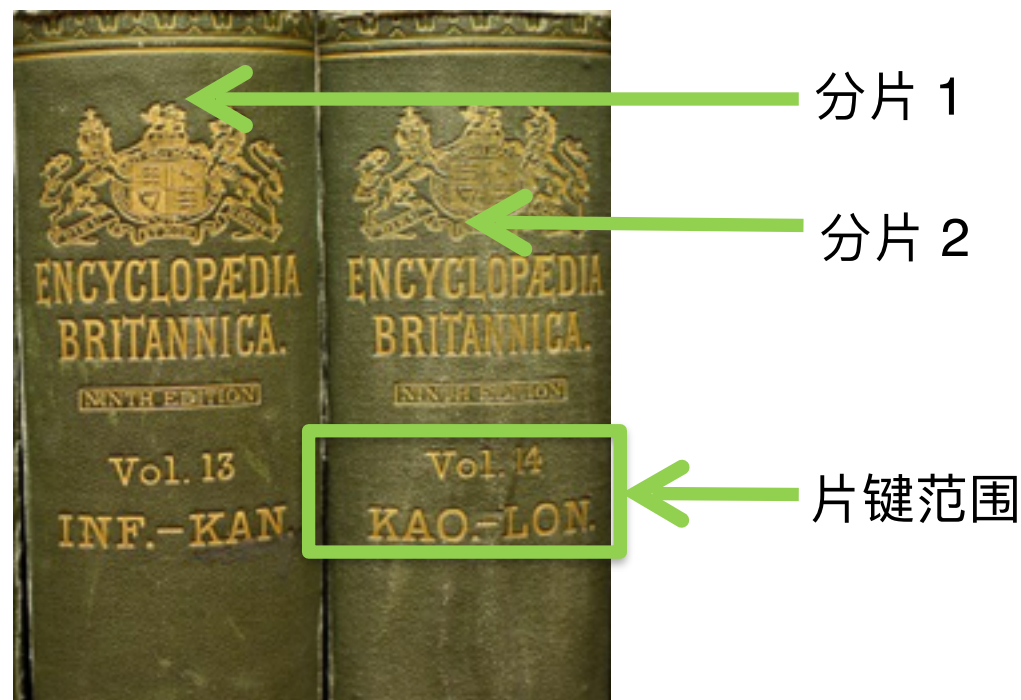 分片 1
分片 2
ENCYCLOPÆDIA
BRITANNICA.
NINTH EDITION
Vol. 13
INF.–KAN.
ENCYCLOPÆDIA
BRITANNICA.
NINTH EDITION
Vol. 14
KAO.–LON.
片键范围